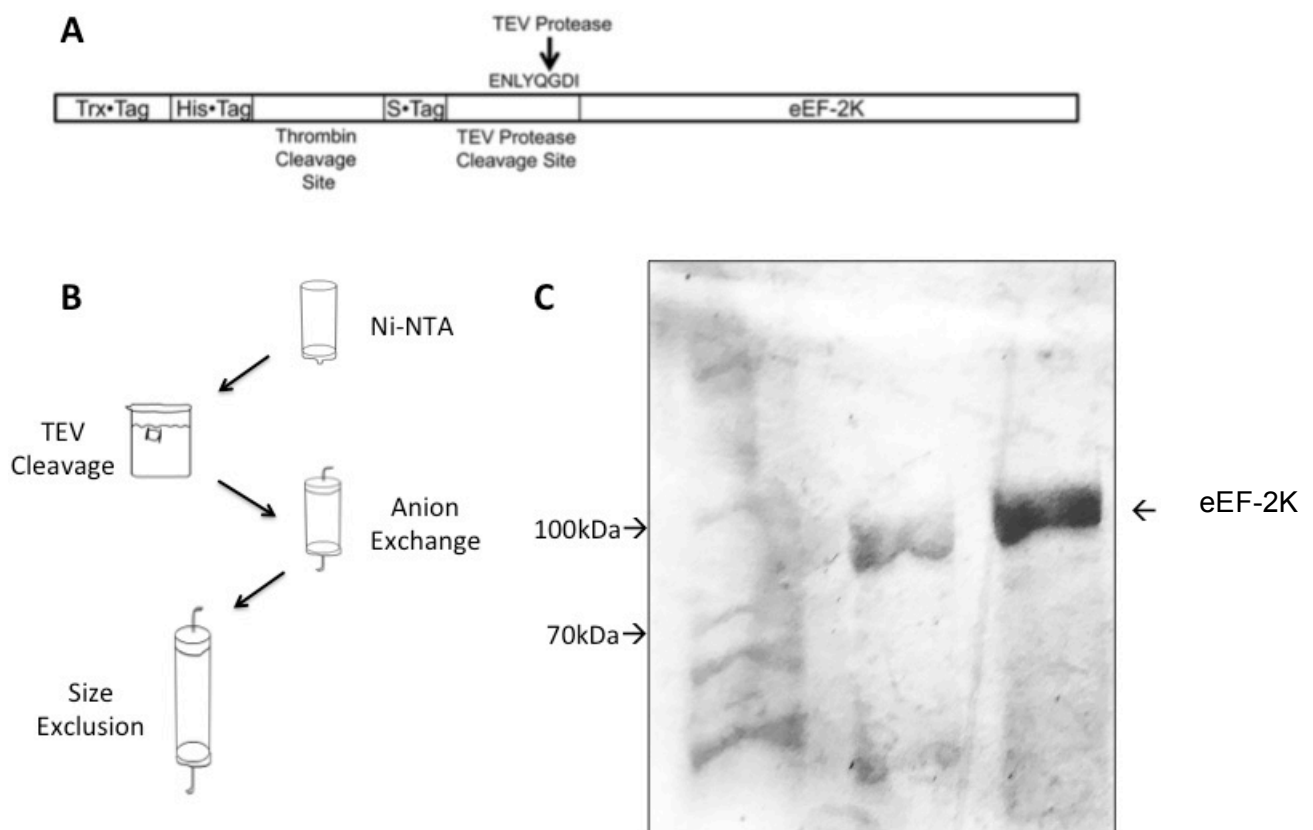 A
TEV Protease
ENLYQGDI
Trx•Tag His•Tag S•Tag eEF-2K
Thrombin
Cleavage
Site
TEV Protease
Cleavage Site
B
Ni-NTA
TEV
Cleavage
Anion
Exchange
Size
Exclusion
C
100kDa
70kDa
eEF-2K